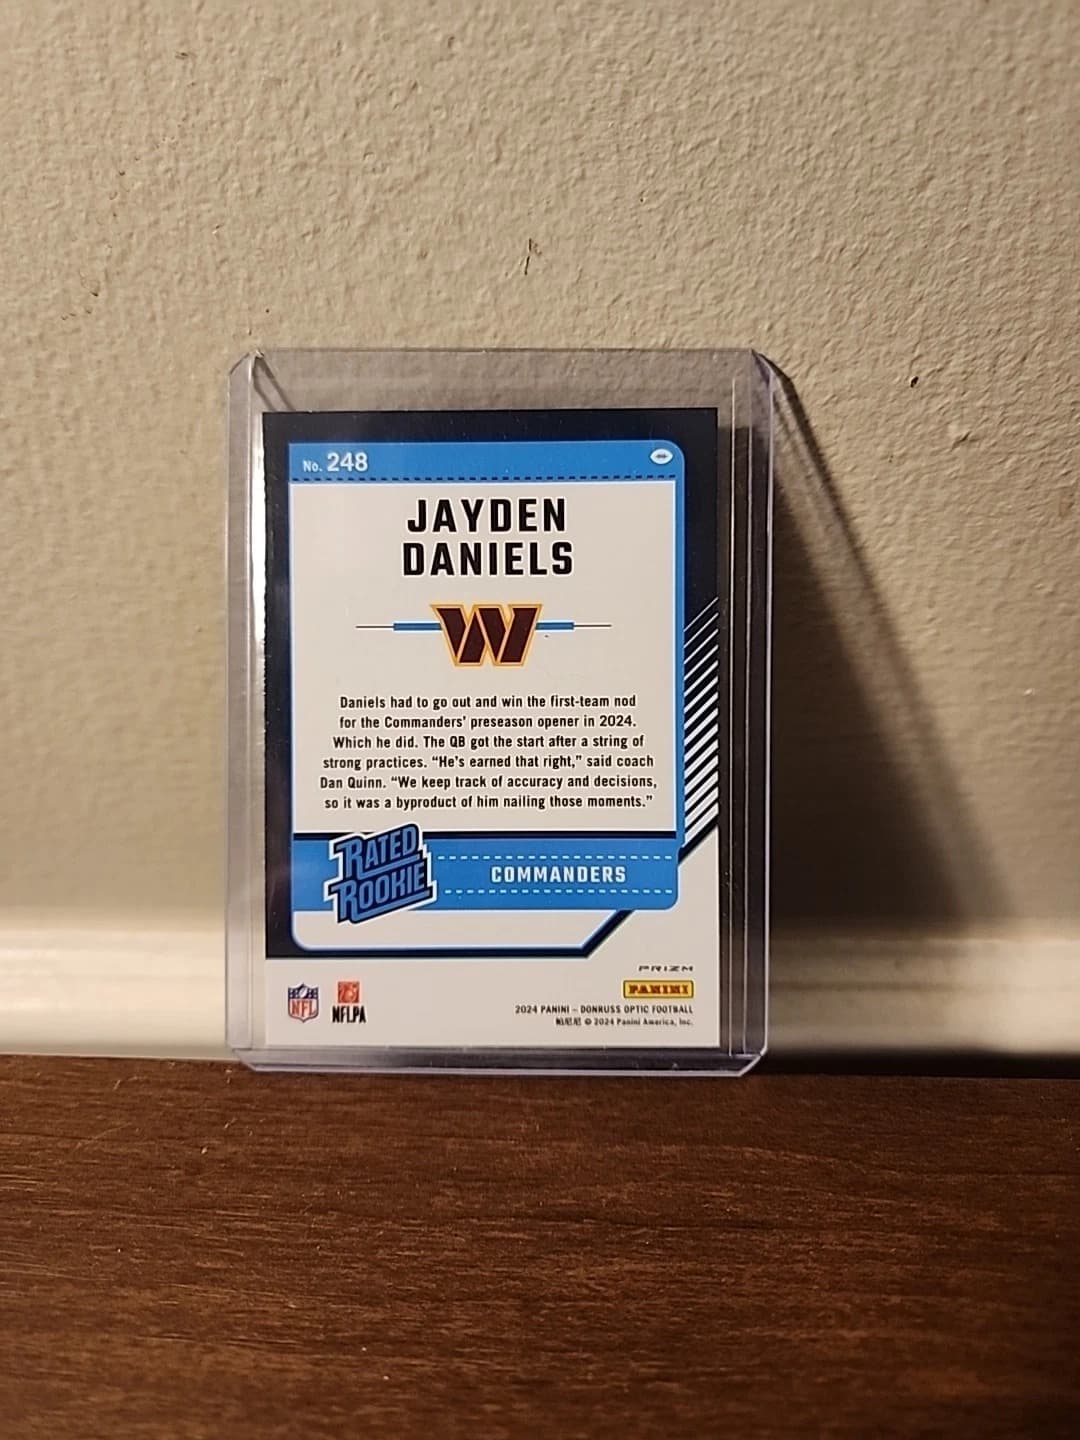 No. 248
JAYDEN
DANIELS
W
Daniels had to go out and win the first-team nod
for the Commanders' preseason opener in 2024.
Which he did. The QB got the start after a string of
strong practices. “He's earned that right,” said coach
Dan Quinn. “We keep track of accuracy and decisions,
so it was a byproduct of him nailing those moments.”
RATED
ROOKIE
COMMANDERS
PRIZM
PANINI
NFL
NFLPA
2024 PANINI – DONRUSS OPTIC FOOTBALL
© 2024 Panini America, Inc.